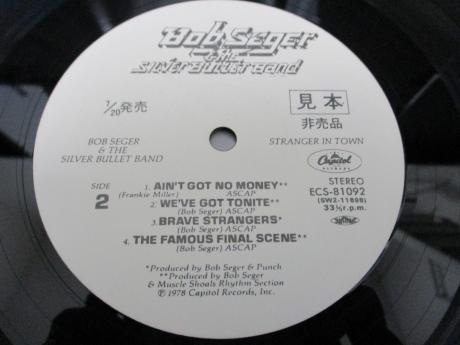 Bob Seger
& the
Silver Bullet Band
1/20発売
見本
非売品
BOB SEGER
& THE
SILVER BULLET BAND
STRANGER IN TOWN
Capitol
RECORDS
SIDE
2
STEREO
ECS-81092
(SW2-11698)
33⅓r.p.m.
1. AIN'T GOT NO MONEY**
(Frankie Miller) ASCAP
2. WE'VE GOT TONITE**
(Bob Seger) ASCAP
3. BRAVE STRANGERS*
(Bob Seger) ASCAP
4. THE FAMOUS FINAL SCENE**
(Bob Seger) ASCAP
*Produced by Bob Seger & Punch
**Produced by Bob Seger
& Muscle Shoals Rhythm Section
℗ 1978 Capitol Records, Inc.